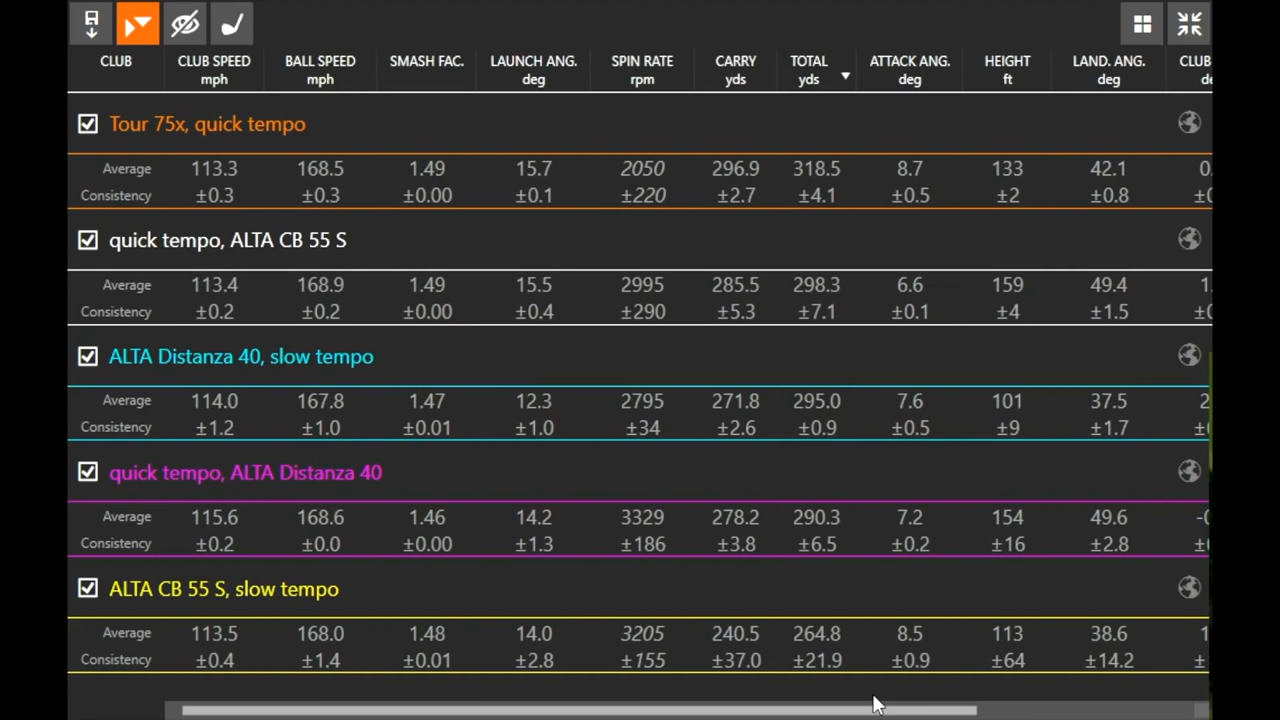 CLUB CLUB SPEED BALL SPEED SMASH FAC. LAUNCH ANG. SPIN RATE CARRY TOTAL ATTACK ANG. HEIGHT LAND. ANG. CLUB
mph mph deg rpm yds yds deg ft deg
Tour 75x, quick tempo
Average 113.3 168.5 1.49 15.7 2050 296.9 318.5 8.7 133 42.1
Consistency ±0.3 ±0.3 ±0.00 ±0.1 ±220 ±2.7 ±4.1 ±0.5 ±2 ±0.8
quick tempo, ALTA CB 55 S
Average 113.4 168.9 1.49 15.5 2995 285.5 298.3 6.6 159 49.4
Consistency ±0.2 ±0.2 ±0.00 ±0.4 ±290 ±5.3 ±7.1 ±0.1 ±4 ±1.5
ALTA Distanza 40, slow tempo
Average 114.0 167.8 1.47 12.3 2795 271.8 295.0 7.6 101 37.5
Consistency ±1.2 ±1.0 ±0.01 ±1.0 ±34 ±2.6 ±0.9 ±0.5 ±9 ±1.7
quick tempo, ALTA Distanza 40
Average 115.6 168.6 1.46 14.2 3329 278.2 290.3 7.2 154 49.6
Consistency ±0.2 ±0.0 ±0.00 ±1.3 ±186 ±3.8 ±6.5 ±0.2 ±16 ±2.8
ALTA CB 55 S, slow tempo
Average 113.5 168.0 1.48 14.0 3205 240.5 264.8 8.5 113 38.6
Consistency ±0.4 ±1.4 ±0.01 ±2.8 ±155 ±37.0 ±21.9 ±0.9 ±64 ±14.2